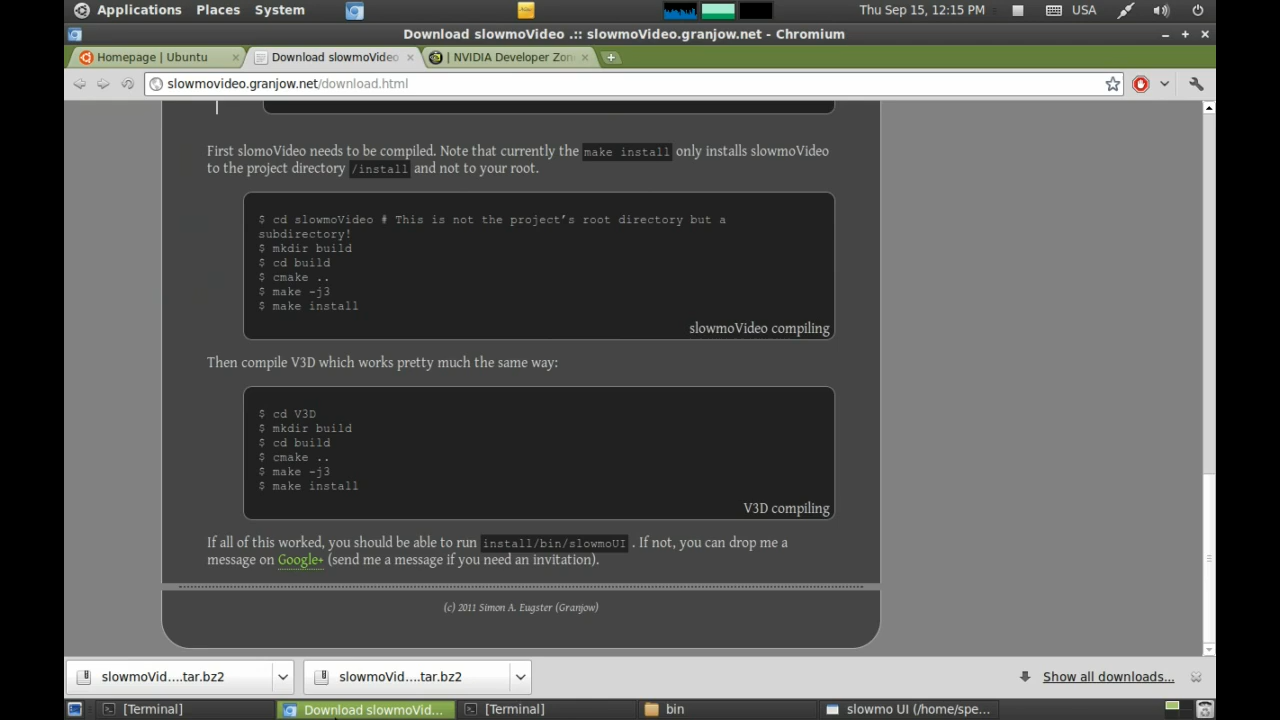 Applications Places System Thu Sep 15, 12:15 PM USA
Download slowmoVideo .:: slowmoVideo.granjow.net - Chromium
Homepage | Ubuntu Download slowmoVideo | NVIDIA Developer Zon
slowmovideo.granjow.net/download.html
First slomoVideo needs to be compiled. Note that currently the make install only installs slowmoVideo
to the project directory /install and not to your root.
$ cd slowmoVideo # This is not the project's root directory but a
subdirectory!
$ mkdir build
$ cd build
$ cmake ..
$ make -j3
$ make install
slowmoVideo compiling
Then compile V3D which works pretty much the same way:
$ cd V3D
$ mkdir build
$ cd build
$ cmake ..
$ make -j3
$ make install
V3D compiling
If all of this worked, you should be able to run install/bin/slowmoUI . If not, you can drop me a
message on Google+ (send me a message if you need an invitation).
(c) 2011 Simon A. Eugster (Granjow)
slowmoVid....tar.bz2 slowmoVid....tar.bz2 Show all downloads...
[Terminal] Download slowmoVid... [Terminal] bin slowmo UI (/home/spe...